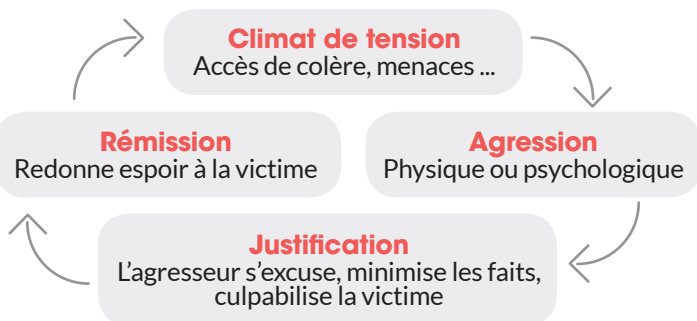 Climat de tension
Accès de colère, menaces ...
Rémission
Redonne espoir à la victime
Agression
Physique ou psychologique
Justification
L'agresseur s'excuse, minimise les faits,
culpabilise la victime